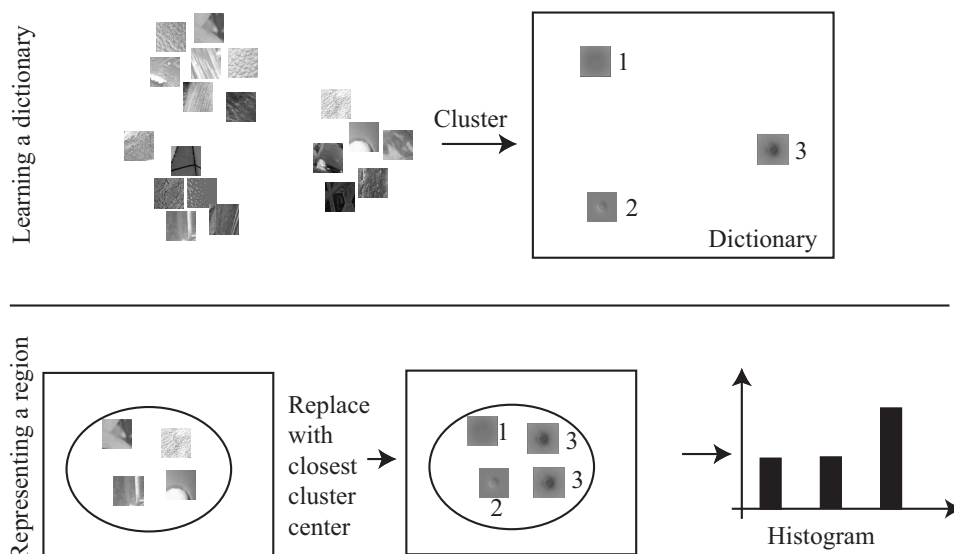 Learning a dictionary
Cluster
1
3
2
Dictionary
Representing a region
Replace
with
closest
cluster
center
1
3
2
3
Histogram